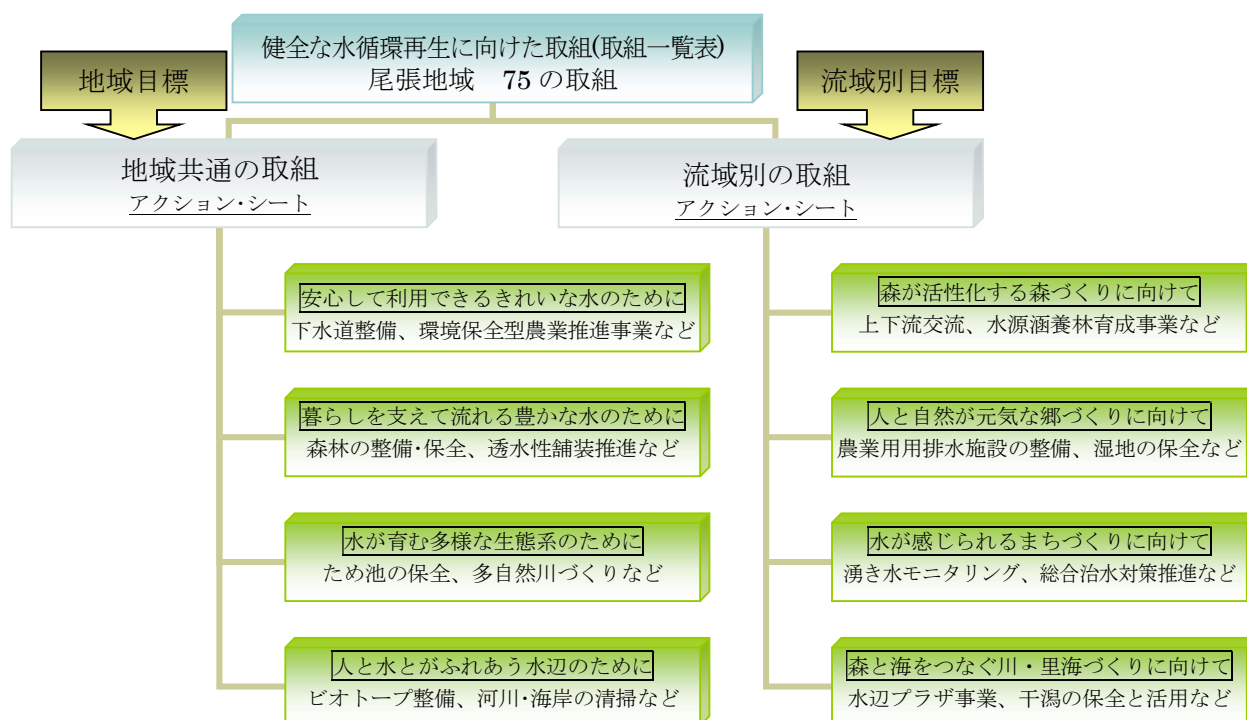 健全な水循環再生に向けた取組(取組一覧表)
尾張地域　75 の取組
地域目標
流域別目標
地域共通の取組
アクション・シート
流域別の取組
アクション・シート
安心して利用できるきれいな水のために
下水道整備、環境保全型農業推進事業など
暮らしを支えて流れる豊かな水のために
森林の整備・保全、透水性舗装推進など
水が育む多様な生態系のために
ため池の保全、多自然川づくりなど
人と水とがふれあう水辺のために
ビオトープ整備、河川・海岸の清掃など
森が活性化する森づくりに向けて
上下流交流、水源涵養林育成事業など
人と自然が元気な郷づくりに向けて
農業用用排水施設の整備、湿地の保全など
水が感じられるまちづくりに向けて
湧き水モニタリング、総合治水対策推進など
森と海をつなぐ川・里海づくりに向けて
水辺プラザ事業、干潟の保全と活用など